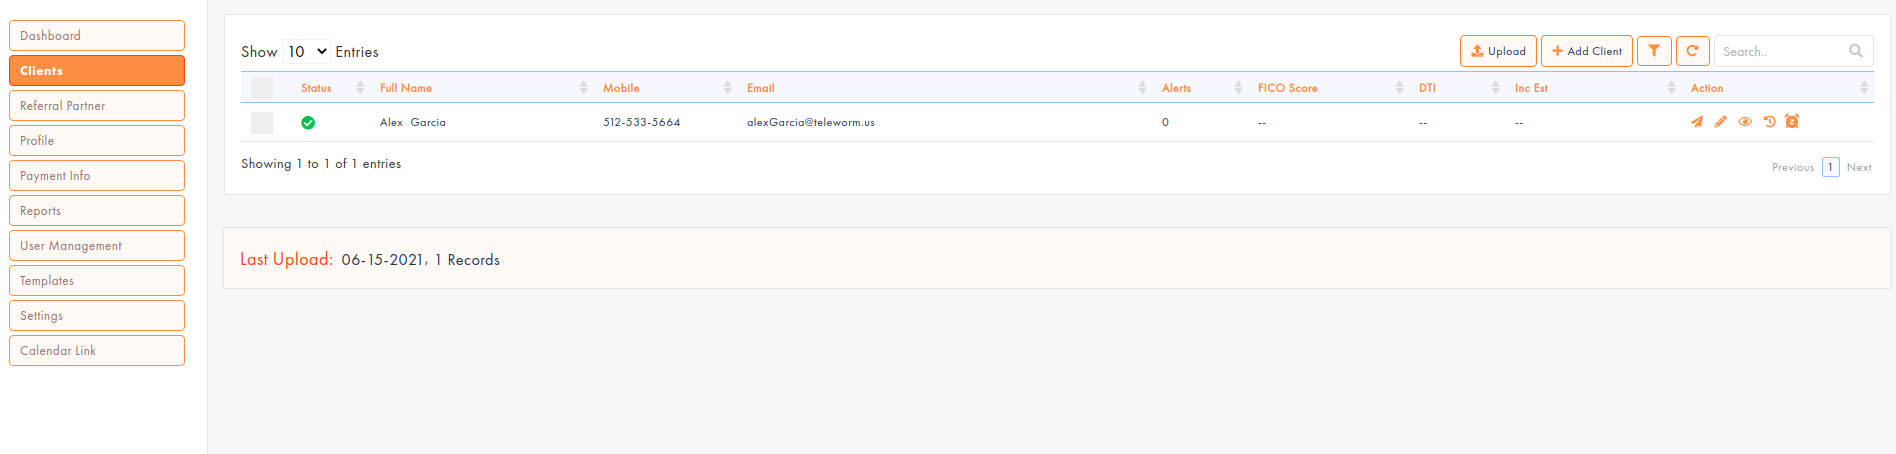 Dashboard
Clients
Referral Partner
Profile
Payment Info
Reports
User Management
Templates
Settings
Calendar Link
Show 10 Entries
Upload
Add Client
Search..
Status Full Name Mobile Email Alerts FICO Score DTI Inc Est Action
Alex Garcia 512-533-5664 alexGarcia@teleworm.us 0 -- -- --
Showing 1 to 1 of 1 entries
Previous 1 Next
Last Upload: 06-15-2021, 1 Records